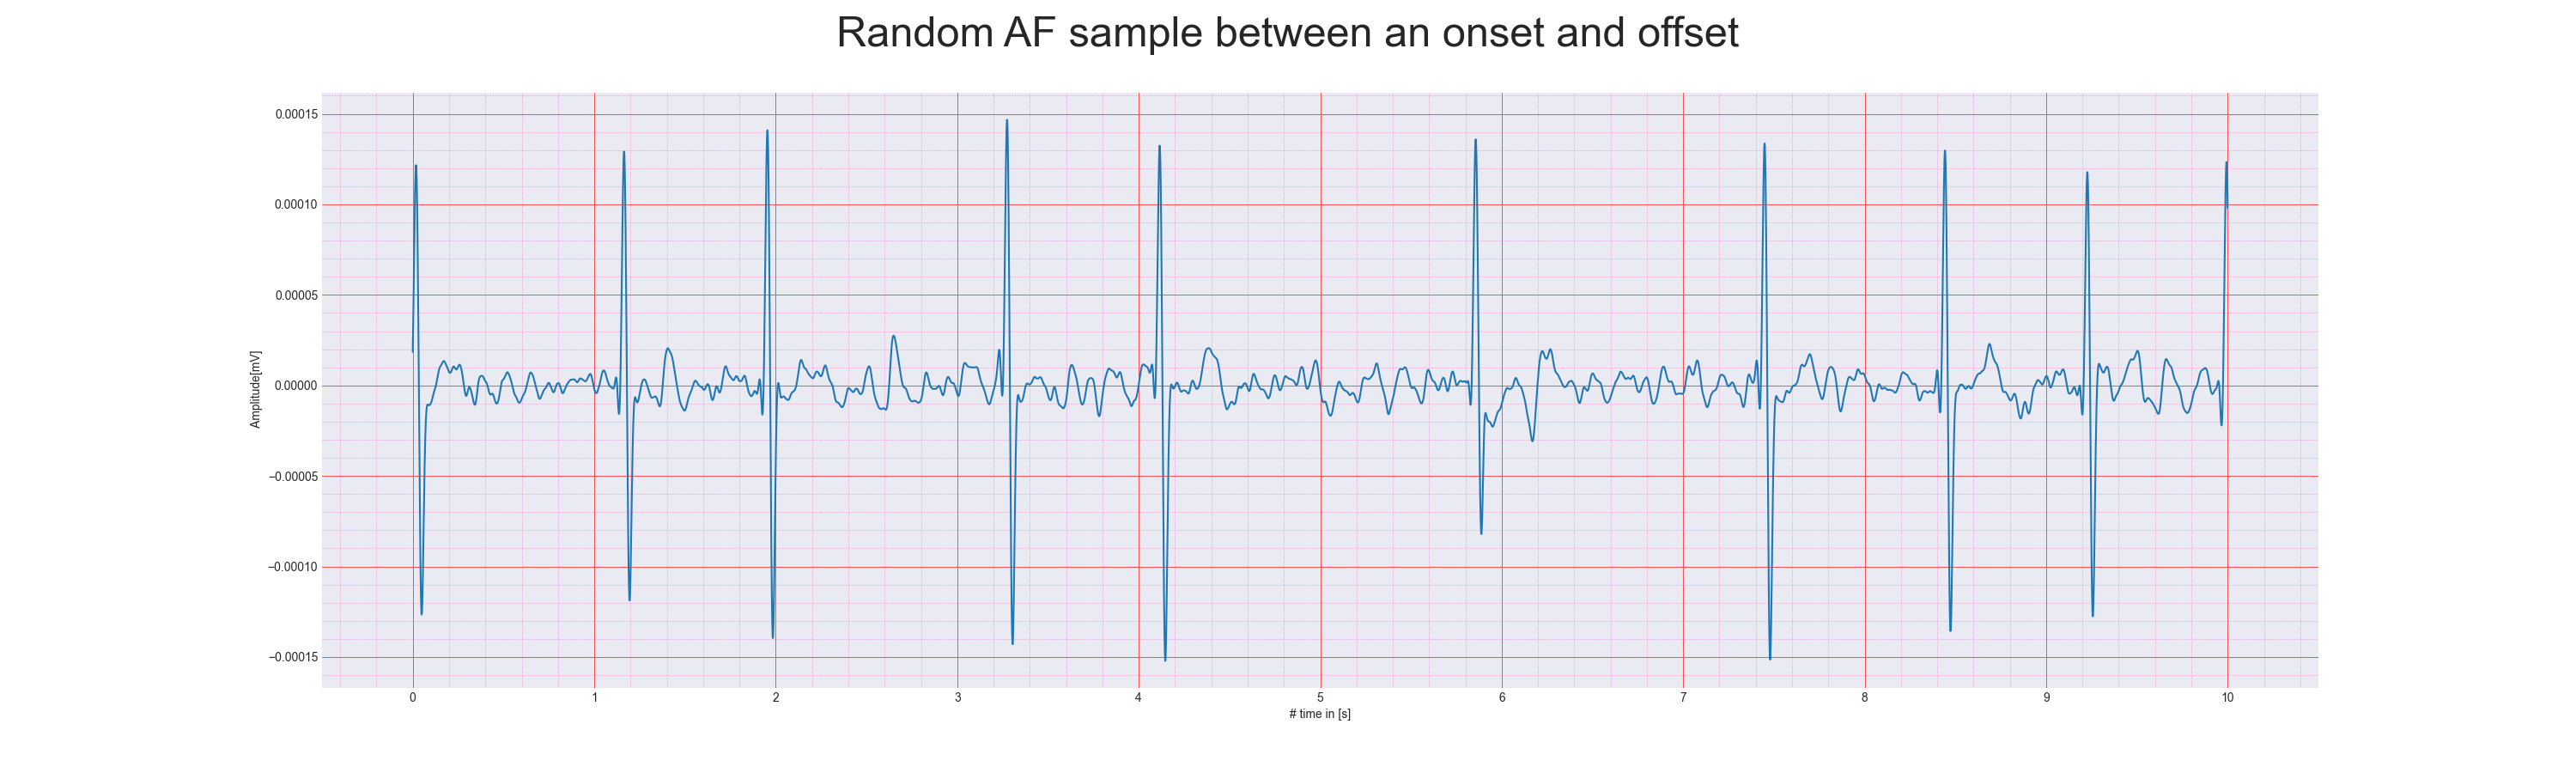 Random AF sample between an onset and offset
0.00015
0.00010
0.00005
0.00000
−0.00005
−0.00010
−0.00015
Amplitude[mV]
0 1 2 3 4 5 6 7 8 9 10
# time in [s]